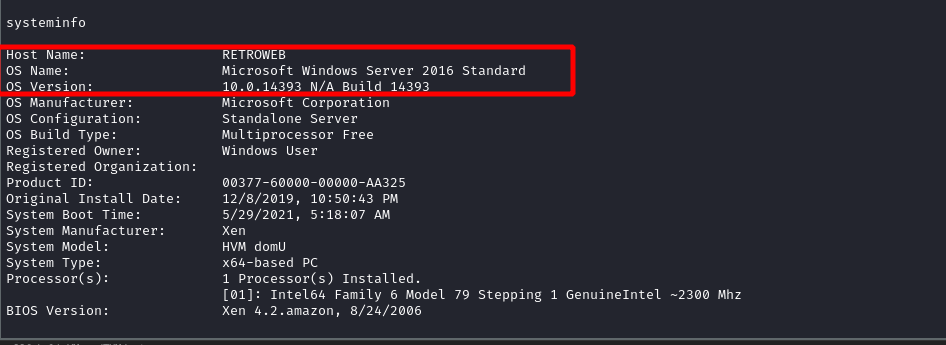 systeminfo
Host Name: RETROWEB
OS Name: Microsoft Windows Server 2016 Standard
OS Version: 10.0.14393 N/A Build 14393
OS Manufacturer: Microsoft Corporation
OS Configuration: Standalone Server
OS Build Type: Multiprocessor Free
Registered Owner: Windows User
Registered Organization:
Product ID: 00377-60000-00000-AA325
Original Install Date: 12/8/2019, 10:50:43 PM
System Boot Time: 5/29/2021, 5:18:07 AM
System Manufacturer: Xen
System Model: HVM domU
System Type: x64-based PC
Processor(s): 1 Processor(s) Installed.
[01]: Intel64 Family 6 Model 79 Stepping 1 GenuineIntel ~2300 Mhz
BIOS Version: Xen 4.2.amazon, 8/24/2006